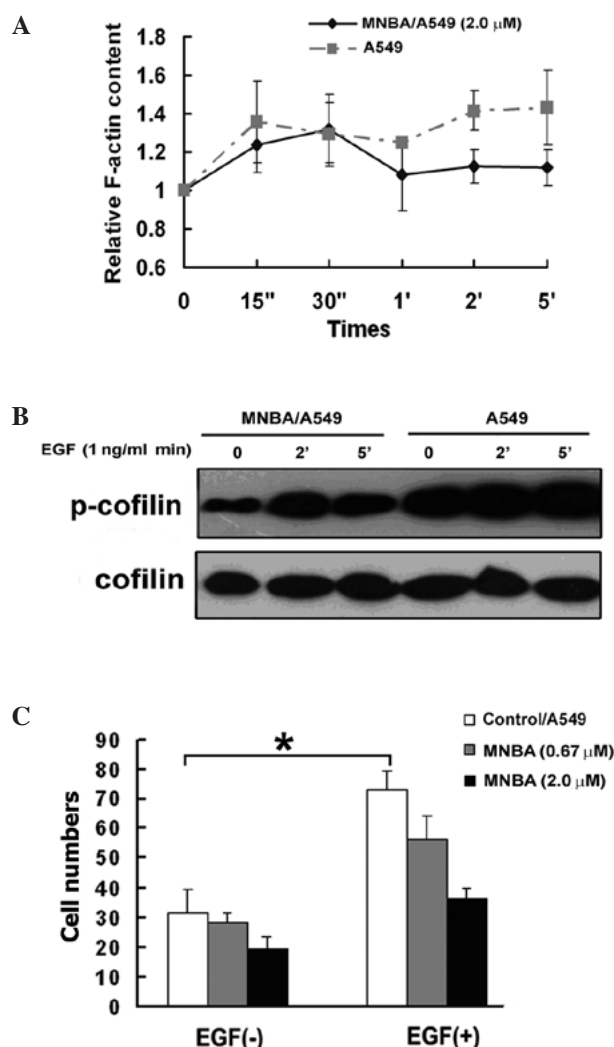 A
MNBA/A549 (2.0 μM)
A549
Relative F-actin content
1.8
1.6
1.4
1.2
1
0.8
0.6
0 15" 30" 1' 2' 5'
Times
B
MNBA/A549 A549
EGF (1 ng/ml min) 0 2' 5' 0 2' 5'
p-cofilin
cofilin
C
Control/A549
MNBA (0.67 μM)
MNBA (2.0 μM)
*
Cell numbers
90
80
70
60
50
40
30
20
10
0
EGF(-) EGF(+)